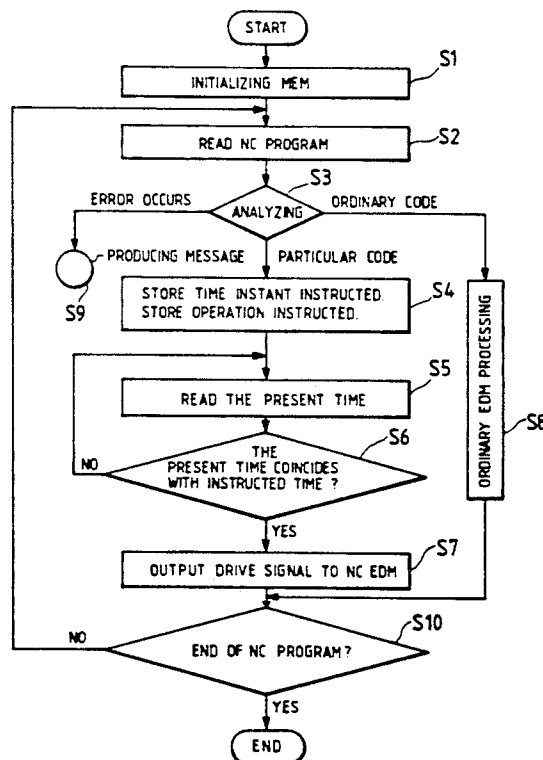 START
S1
INITIALIZING MEM
S2
READ NC PROGRAM
S3
ERROR OCCURS
ANALYZING
ORDINARY CODE
PRODUCING MESSAGE
PARTICULAR CODE
S9
S4
STORE TIME INSTANT INSTRUCTED.
STORE OPERATION INSTRUCTED.
S5
READ THE PRESENT TIME
ORDINARY EDM PROCESSING
S8
S6
THE
PRESENT TIME COINCIDES
WITH INSTRUCTED TIME ?
NO
YES
S7
OUTPUT DRIVE SIGNAL TO NC EDM
S10
NO
END OF NC PROGRAM?
YES
END